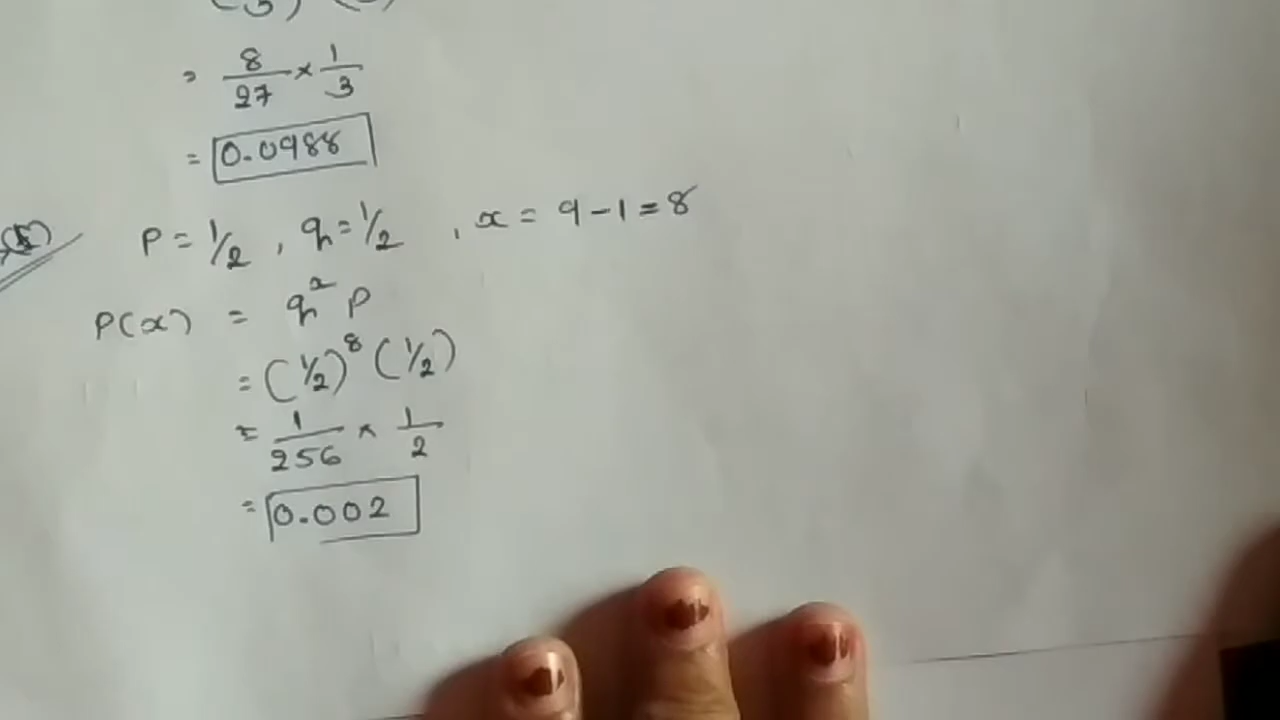 = 8/27 × 1/3
= 0.0988
P = 1/2 , q = 1/2 , x = 9 - 1 = 8
P(x) = q^x P
= (1/2)^8 (1/2)
= 1/256 × 1/2
= 0.002